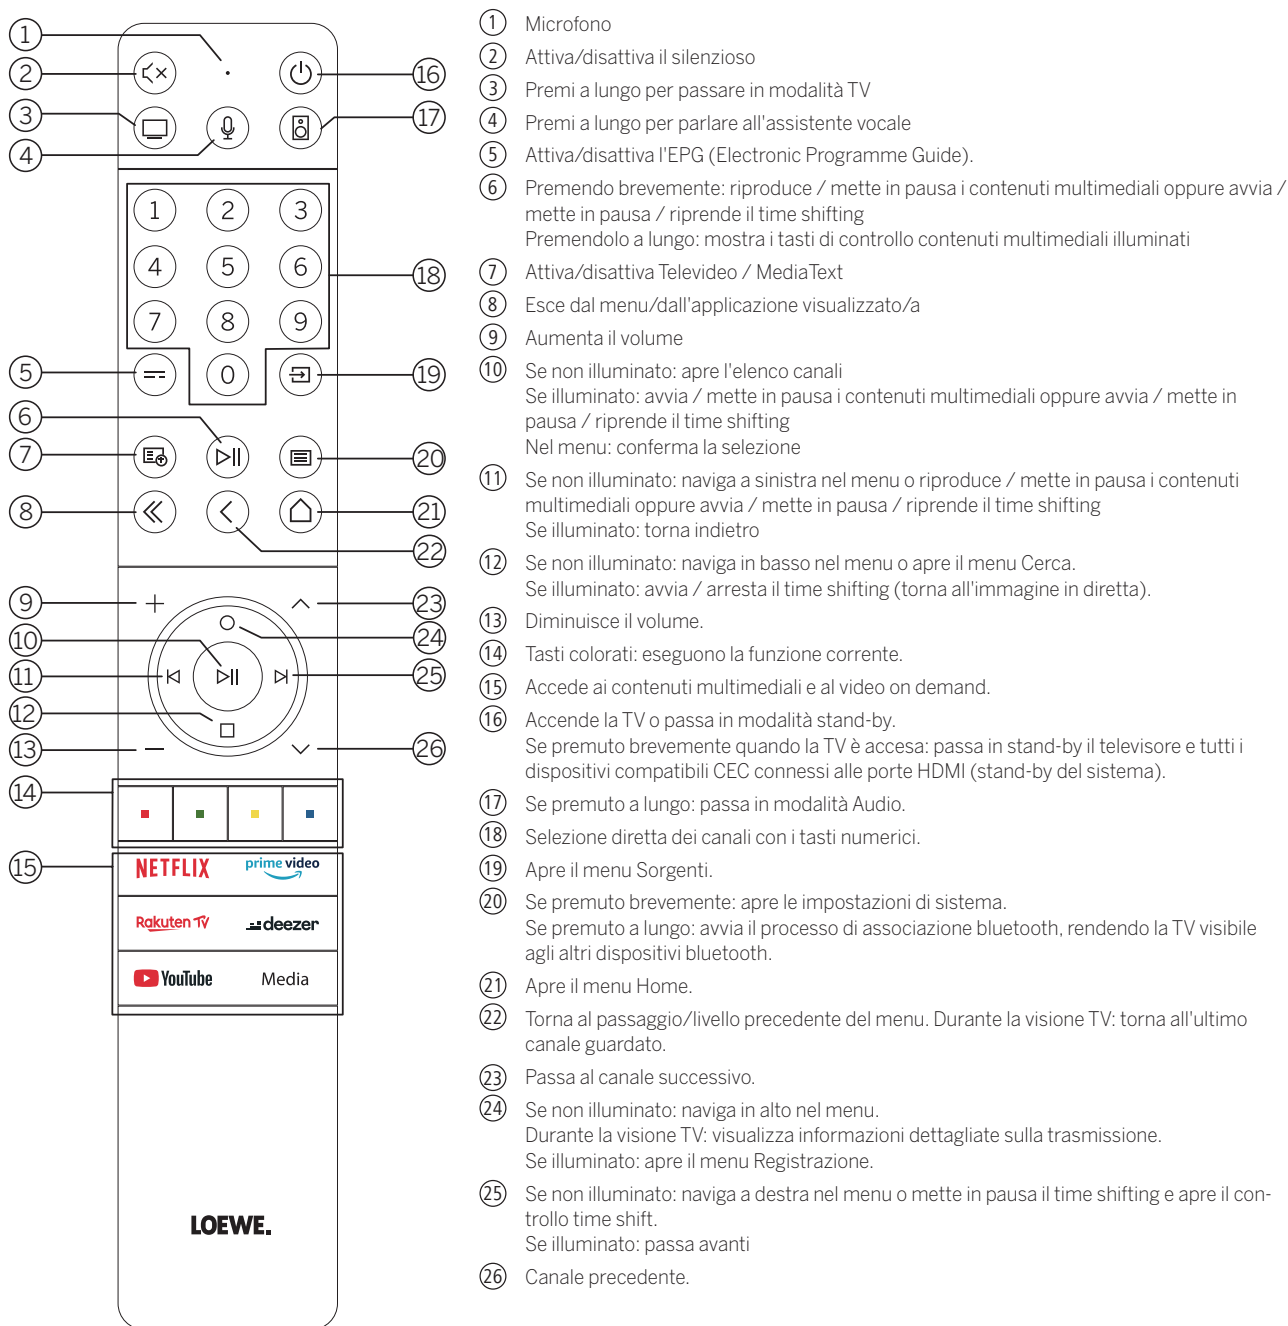 1 Microfono
2 Attiva/disattiva il silenzioso
3 Premi a lungo per passare in modalità TV
4 Premi a lungo per parlare all'assistente vocale
5 Attiva/disattiva l'EPG (Electronic Programme Guide).
6 Premendo brevemente: riproduce / mette in pausa i contenuti multimediali oppure avvia /
mette in pausa / riprende il time shifting
Premendolo a lungo: mostra i tasti di controllo contenuti multimediali illuminati
7 Attiva/disattiva Televideo / MediaText
8 Esce dal menu/dall'applicazione visualizzato/a
9 Aumenta il volume
10 Se non illuminato: apre l'elenco canali
Se illuminato: avvia / mette in pausa i contenuti multimediali oppure avvia / mette in
pausa / riprende il time shifting
Nel menu: conferma la selezione
11 Se non illuminato: naviga a sinistra nel menu o riproduce / mette in pausa i contenuti
multimediali oppure avvia / mette in pausa / riprende il time shifting
Se illuminato: torna indietro
12 Se non illuminato: naviga in basso nel menu o apre il menu Cerca.
Se illuminato: avvia / arresta il time shifting (torna all'immagine in diretta).
13 Diminuisce il volume.
14 Tasti colorati: eseguono la funzione corrente.
15 Accede ai contenuti multimediali e al video on demand.
16 Accende la TV o passa in modalità stand-by.
Se premuto brevemente quando la TV è accesa: passa in stand-by il televisore e tutti i
dispositivi compatibili CEC connessi alle porte HDMI (stand-by del sistema).
17 Se premuto a lungo: passa in modalità Audio.
18 Selezione diretta dei canali con i tasti numerici.
19 Apre il menu Sorgenti.
20 Se premuto brevemente: apre le impostazioni di sistema.
Se premuto a lungo: avvia il processo di associazione bluetooth, rendendo la TV visibile
agli altri dispositivi bluetooth.
21 Apre il menu Home.
22 Torna al passaggio/livello precedente del menu. Durante la visione TV: torna all'ultimo
canale guardato.
23 Passa al canale successivo.
24 Se non illuminato: naviga in alto nel menu.
Durante la visione TV: visualizza informazioni dettagliate sulla trasmissione.
Se illuminato: apre il menu Registrazione.
25 Se non illuminato: naviga a destra nel menu o mette in pausa il time shifting e apre il con-
trollo time shift.
Se illuminato: passa avanti
26 Canale precedente.
1
2
3
4
16
17
1 2 3
4 5 6
7 8 9
0
18
5
19
6
7
20
8
21
22
9
23
10
24
11
25
12
13
26
14
15
NETFLIX prime video
Rakuten TV deezer
YouTube Media
LOEWE.